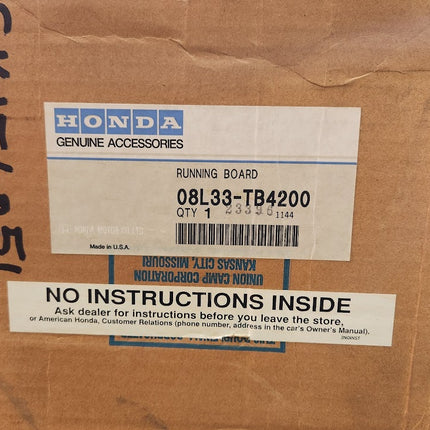 HONDA
GENUINE ACCESSORIES
RUNNING BOARD
08L33-TB4200
QTY 1 1144
Made in U.S.A.
UNION CAMP CORPORATION
KANSAS CITY, MISSOURI
NO INSTRUCTIONS INSIDE
Ask dealer for instructions before you leave the store,
or American Honda, Customer Relations (phone number, address in the car's Owner's Manual).